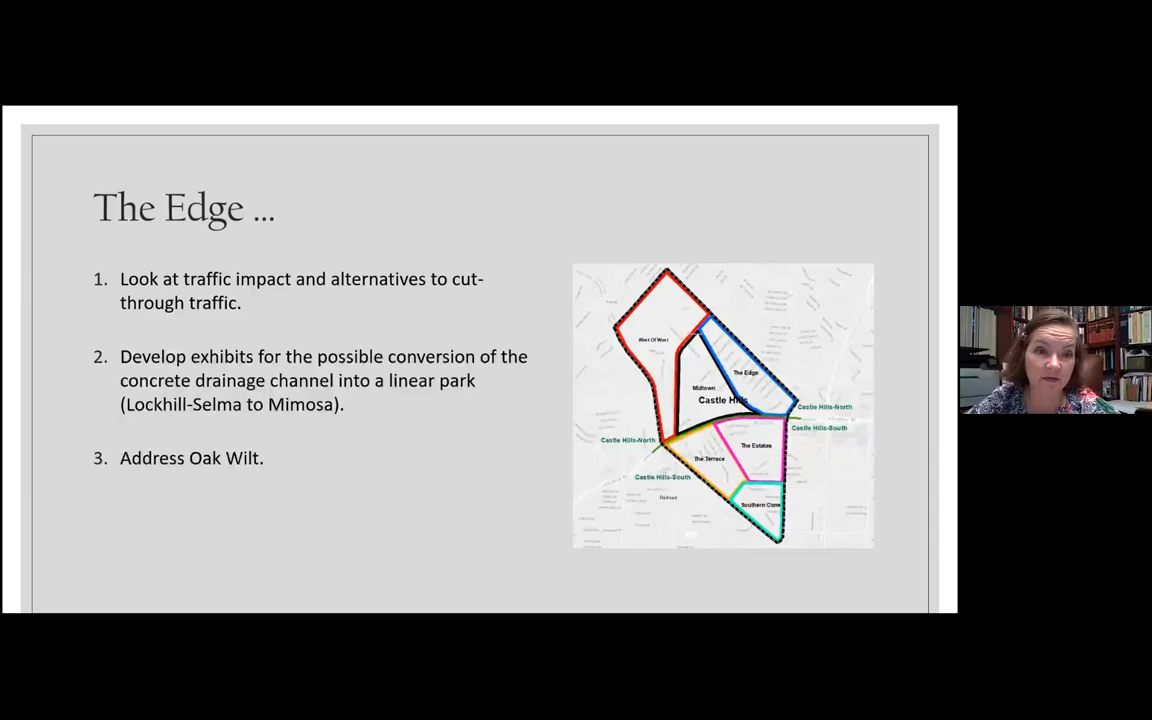 The Edge ...
1. Look at traffic impact and alternatives to cut-
through traffic.
2. Develop exhibits for the possible conversion of the
concrete drainage channel into a linear park
(Lockhill-Selma to Mimosa).
3. Address Oak Wilt.
West Of West
The Edge
Midtown
Castle Hills
Castle Hills-North
Castle Hills-South
Castle Hills-North
The Estates
The Terrace
Castle Hills-South
Southern Cone